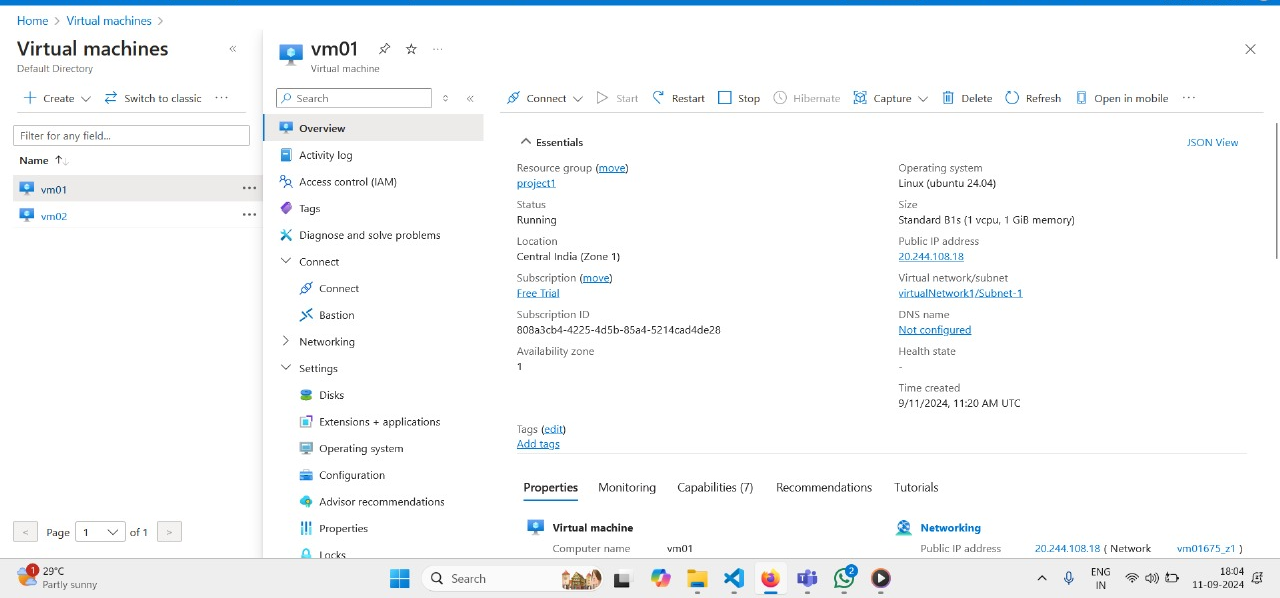 Home > Virtual machines >
Virtual machines «
Default Directory
+ Create Switch to classic ···
Filter for any field...
Name ↑↓
vm01 ···
vm02 ···
< Page 1 of 1 >
vm01 ···
Virtual machine
Search «
Overview
Activity log
Access control (IAM)
Tags
Diagnose and solve problems
Connect
Connect
Bastion
Networking
Settings
Disks
Extensions + applications
Operating system
Configuration
Advisor recommendations
Properties
Locks
Connect Start Restart Stop Hibernate Capture Delete Refresh Open in mobile ···
Essentials JSON View
Resource group (move)
project1
Status
Running
Location
Central India (Zone 1)
Subscription (move)
Free Trial
Subscription ID
808a3cb4-4225-4d5b-85a4-5214cad4de28
Availability zone
1
Operating system
Linux (ubuntu 24.04)
Size
Standard B1s (1 vcpu, 1 GiB memory)
Public IP address
20.244.108.18
Virtual network/subnet
virtualNetwork1/Subnet-1
DNS name
Not configured
Health state
-
Time created
9/11/2024, 11:20 AM UTC
Tags (edit)
Add tags
Properties Monitoring Capabilities (7) Recommendations Tutorials
Virtual machine
Computer name vm01
Networking
Public IP address 20.244.108.18 ( Network vm01675_z1 )
1
29°C
Partly sunny
Search
2
ENG
IN
18:04
11-09-2024